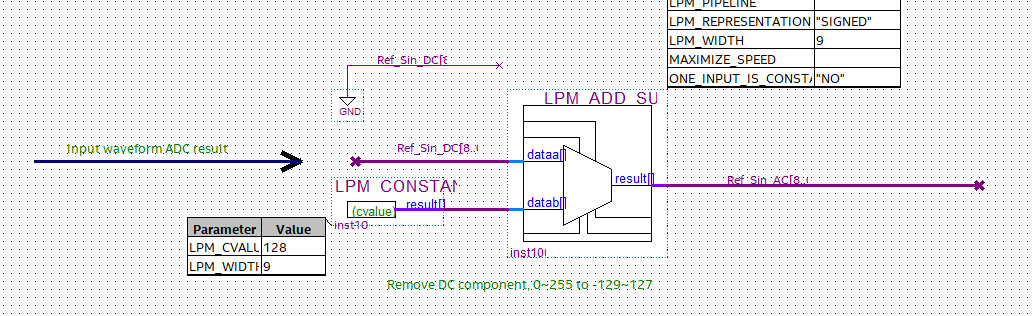 LPM_PIPELINE
LPM_REPRESENTATION "SIGNED"
LPM_WIDTH 9
MAXIMIZE_SPEED
ONE_INPUT_IS_CONSTA "NO"
Ref_Sin_DC[8
GND
LPM_ADD_SU
Input waveform ADC result
Ref_Sin_DC[8..(
dataa[]
result[]
Ref_Sin_AC[8..
LPM_CONSTAN
result[]
(cvalue)
datab[]
inst10
Parameter Value
LPM_CVALU 128
LPM_WIDTH 9
inst10
Remove DC component, 0~255 to -129~127